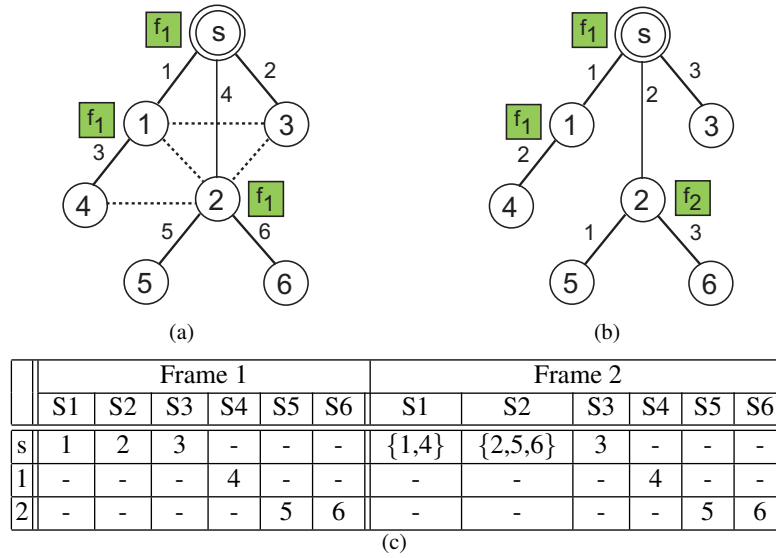 f1 s
1 2
4
f1 1 3
3
4 2 f1
5 6
5 6
(a)
f1 s
1 3
2
f1 1 3
2
4 2 f2
1 3
5 6
(b)
Frame 1 Frame 2
S1 S2 S3 S4 S5 S6 S1 S2 S3 S4 S5 S6
s 1 2 3 - - - {1,4} {2,5,6} 3 - - -
1 - - - 4 - - - - - 4 - -
2 - - - - 5 6 - - - - 5 6
(c)